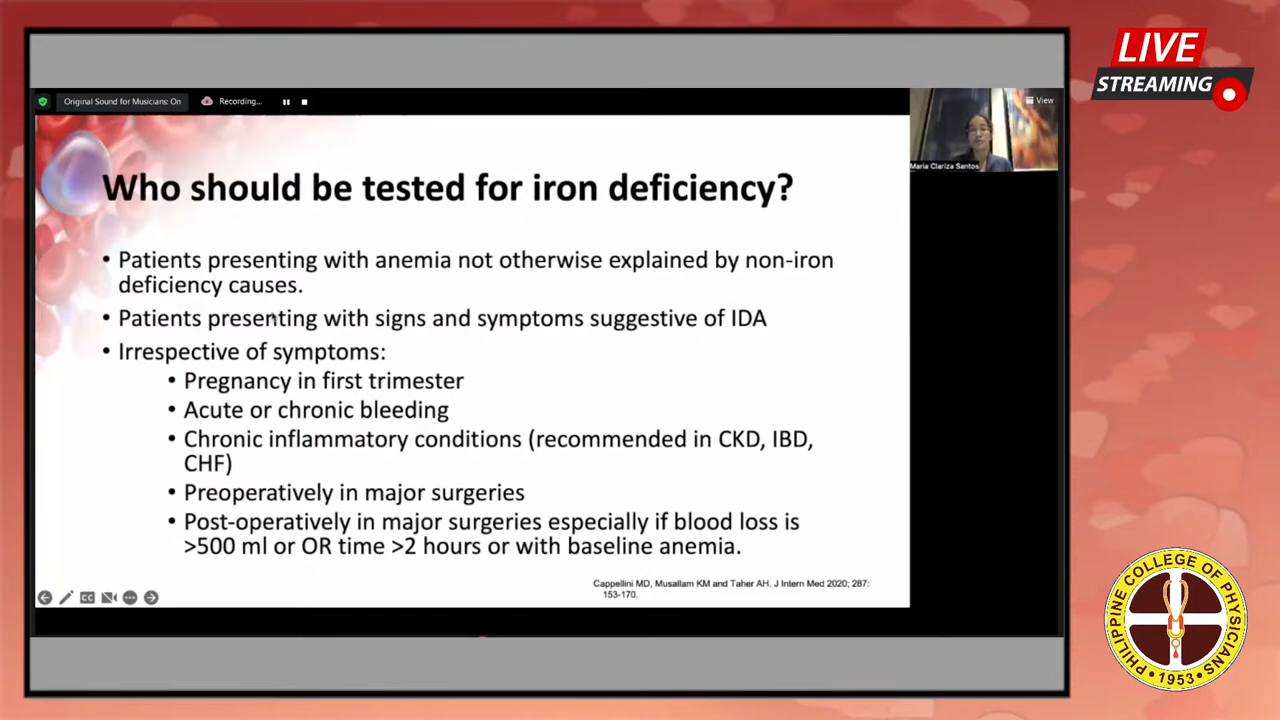 LIVE
STREAMING
Original Sound for Musicians: On
Recording...
View
Maria Clariza Santos
Who should be tested for iron deficiency?
• Patients presenting with anemia not otherwise explained by non-iron
deficiency causes.
• Patients presenting with signs and symptoms suggestive of IDA
• Irrespective of symptoms:
• Pregnancy in first trimester
• Acute or chronic bleeding
• Chronic inflammatory conditions (recommended in CKD, IBD,
CHF)
• Preoperatively in major surgeries
• Post-operatively in major surgeries especially if blood loss is
>500 ml or OR time >2 hours or with baseline anemia.
Cappellini MD, Musallam KM and Taher AH. J Intern Med 2020; 287:
153-170.
CC
PHILIPPINE COLLEGE OF PHYSICIANS
• 1953 •